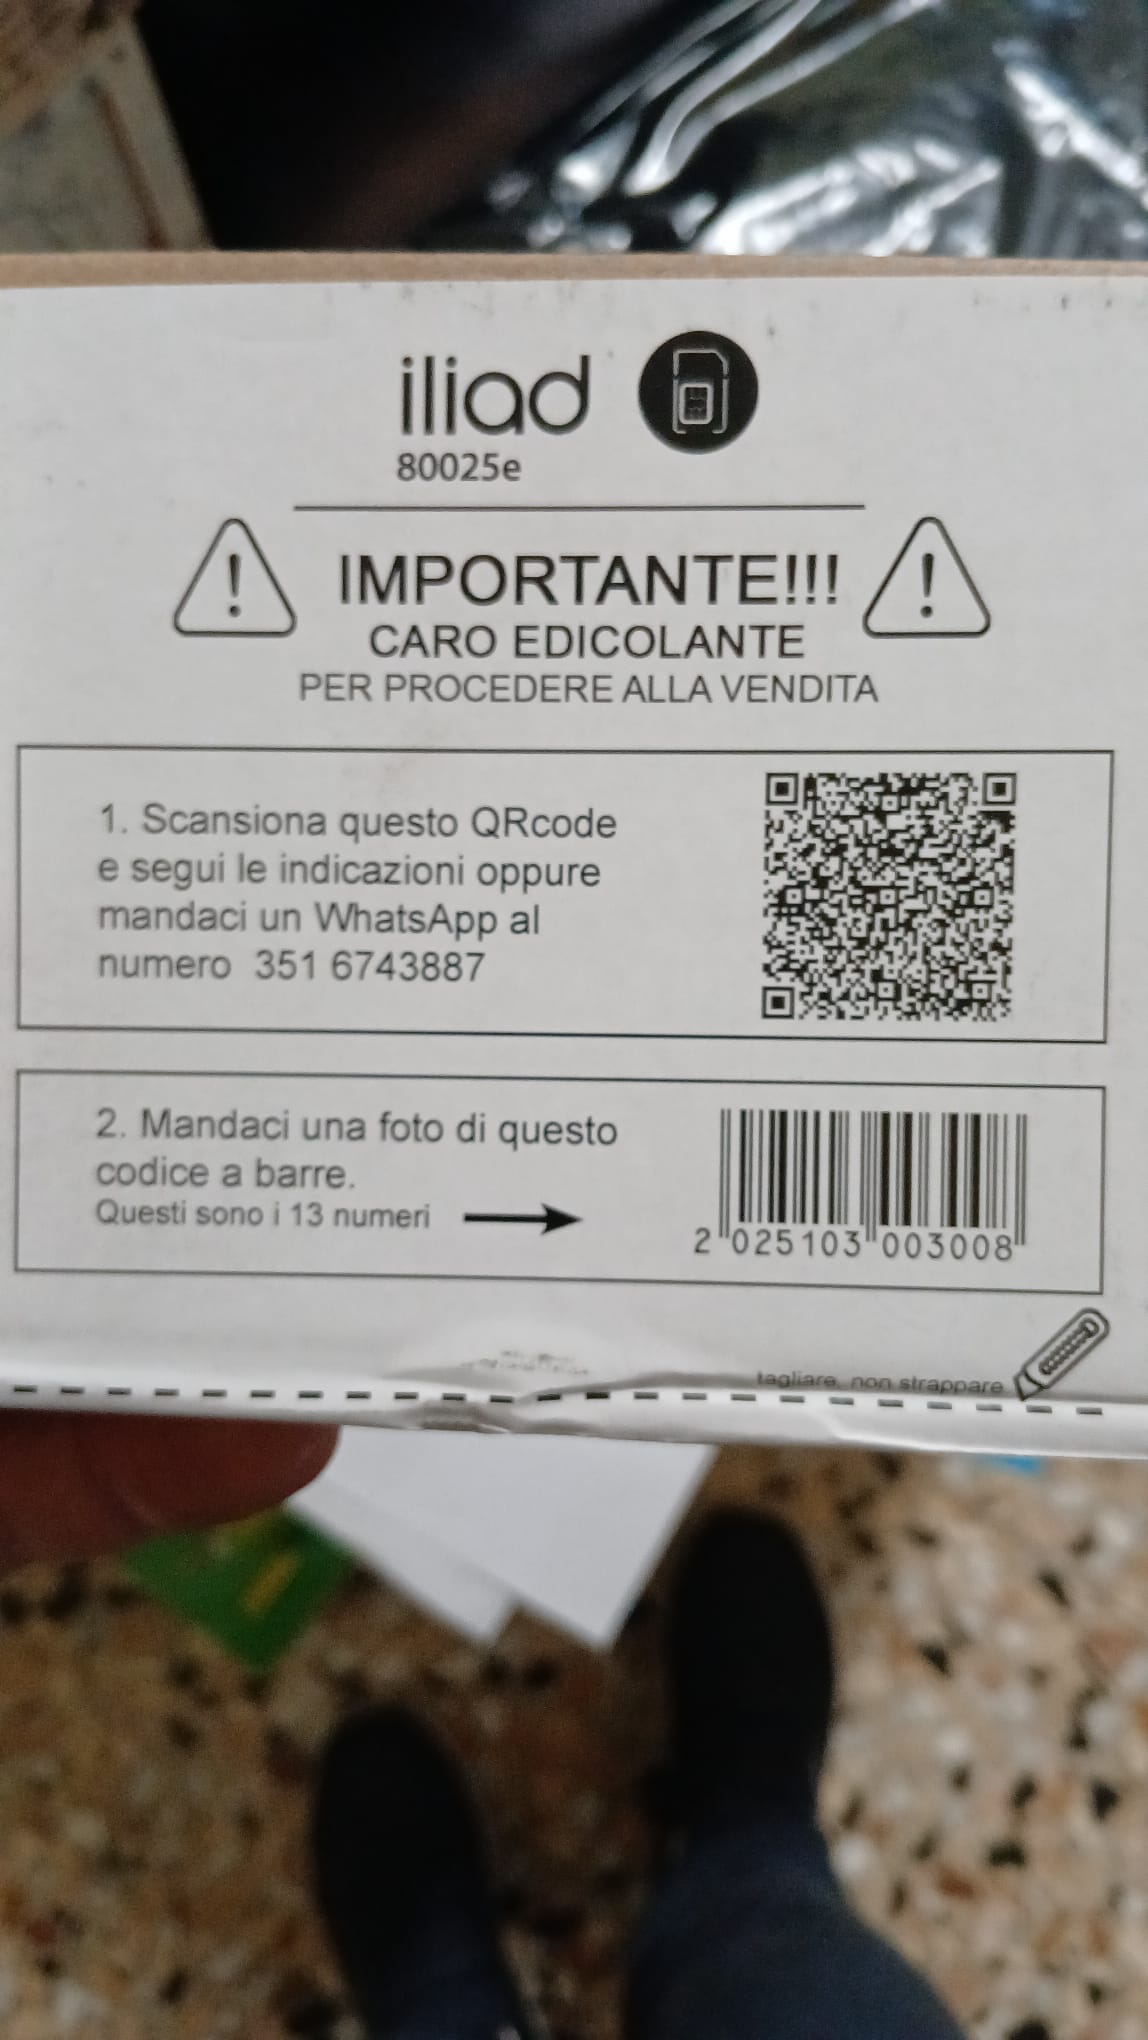 iliad
80025e
IMPORTANTE!!!
CARO EDICOLANTE
PER PROCEDERE ALLA VENDITA
1. Scansiona questo QRcode
e segui le indicazioni oppure
mandaci un WhatsApp al
numero 351 6743887
2. Mandaci una foto di questo
codice a barre.
Questi sono i 13 numeri
2 025103 003008
tagliare, non strappare